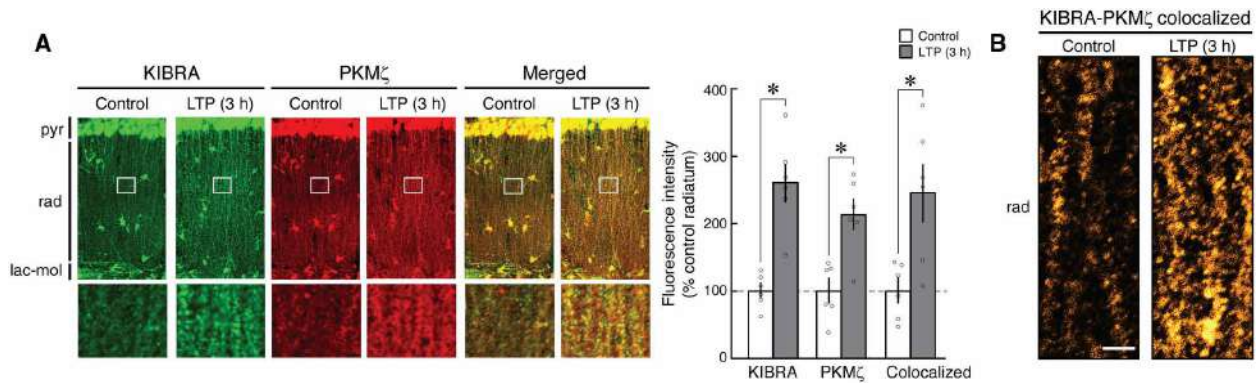 A
KIBRA
PKMζ
Merged
Control
LTP (3 h)
Control
LTP (3 h)
Control
LTP (3 h)
pyr
rad
lac-mol
Control
LTP (3 h)
Fluorescence intensity
(% control radiatum)
400
300
200
100
0
*
*
*
KIBRA
PKMζ
Colocalized
B
KIBRA-PKMζ colocalized
Control
LTP (3 h)
rad